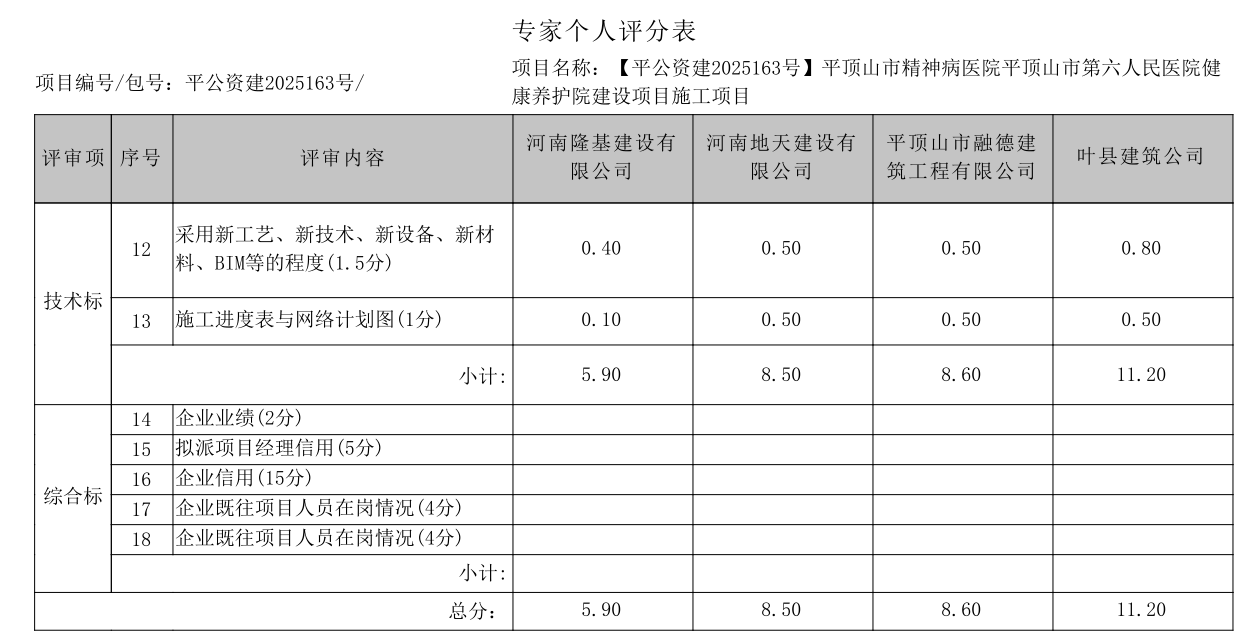 专家个人评分表
项目编号/包号：平公资建2025163号/
项目名称：【平公资建2025163号】平顶山市精神病医院平顶山市第六人民医院健
康养护院建设项目施工项目
评审项 序号 评审内容 河南隆基建设有限公司 河南地天建设有限公司 平顶山市融德建筑工程有限公司 叶县建筑公司
技术标
12 采用新工艺、新技术、新设备、新材
料、BIM等的程度(1.5分) 0.40 0.50 0.50 0.80
13 施工进度表与网络计划图(1分) 0.10 0.50 0.50 0.50
小计: 5.90 8.50 8.60 11.20
综合标
14 企业业绩(2分)
15 拟派项目经理信用(5分)
16 企业信用(15分)
17 企业既往项目人员在岗情况(4分)
18 企业既往项目人员在岗情况(4分)
小计:
总分： 5.90 8.50 8.60 11.20